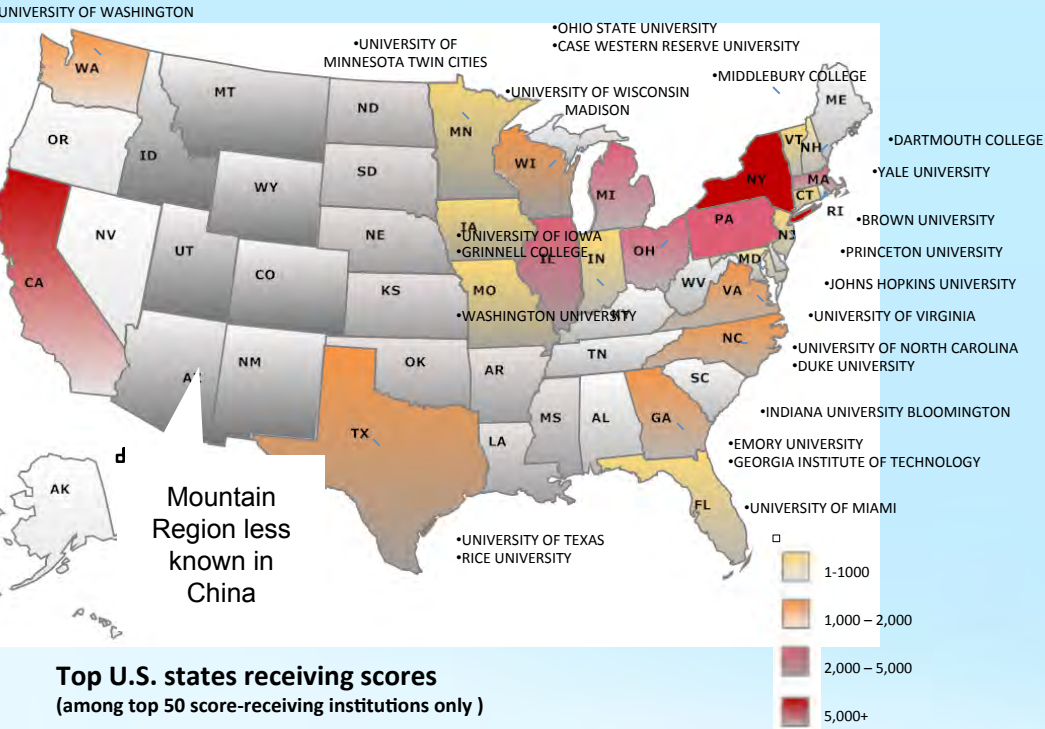 UNIVERSITY OF WASHINGTON
•OHIO STATE UNIVERSITY
•CASE WESTERN RESERVE UNIVERSITY
•UNIVERSITY OF
MINNESOTA TWIN CITIES
•MIDDLEBURY COLLEGE
•UNIVERSITY OF WISCONSIN
MADISON
•DARTMOUTH COLLEGE
•YALE UNIVERSITY
•BROWN UNIVERSITY
•PRINCETON UNIVERSITY
•JOHNS HOPKINS UNIVERSITY
•UNIVERSITY OF VIRGINIA
•UNIVERSITY OF NORTH CAROLINA
•DUKE UNIVERSITY
•INDIANA UNIVERSITY BLOOMINGTON
•EMORY UNIVERSITY
•GEORGIA INSTITUTE OF TECHNOLOGY
•UNIVERSITY OF MIAMI
•UNIVERSITY OF IOWA
•GRINNELL COLLEGE
•WASHINGTON UNIVERSITY
•UNIVERSITY OF TEXAS
•RICE UNIVERSITY
WA
MT
ND
MN
ME
OR
ID
SD
WI
VT
NH
WY
MI
NY
MA
CT
RI
NV
UT
NE
IA
IL
IN
OH
PA
NJ
CA
CO
KS
MO
KY
WV
VA
MD
NM
OK
AR
TN
NC
SC
TX
LA
MS
AL
GA
FL
AK
d
Mountain
Region less
known in
China
1-1000
1,000 – 2,000
2,000 – 5,000
5,000+
Top U.S. states receiving scores
(among top 50 score-receiving institutions only )